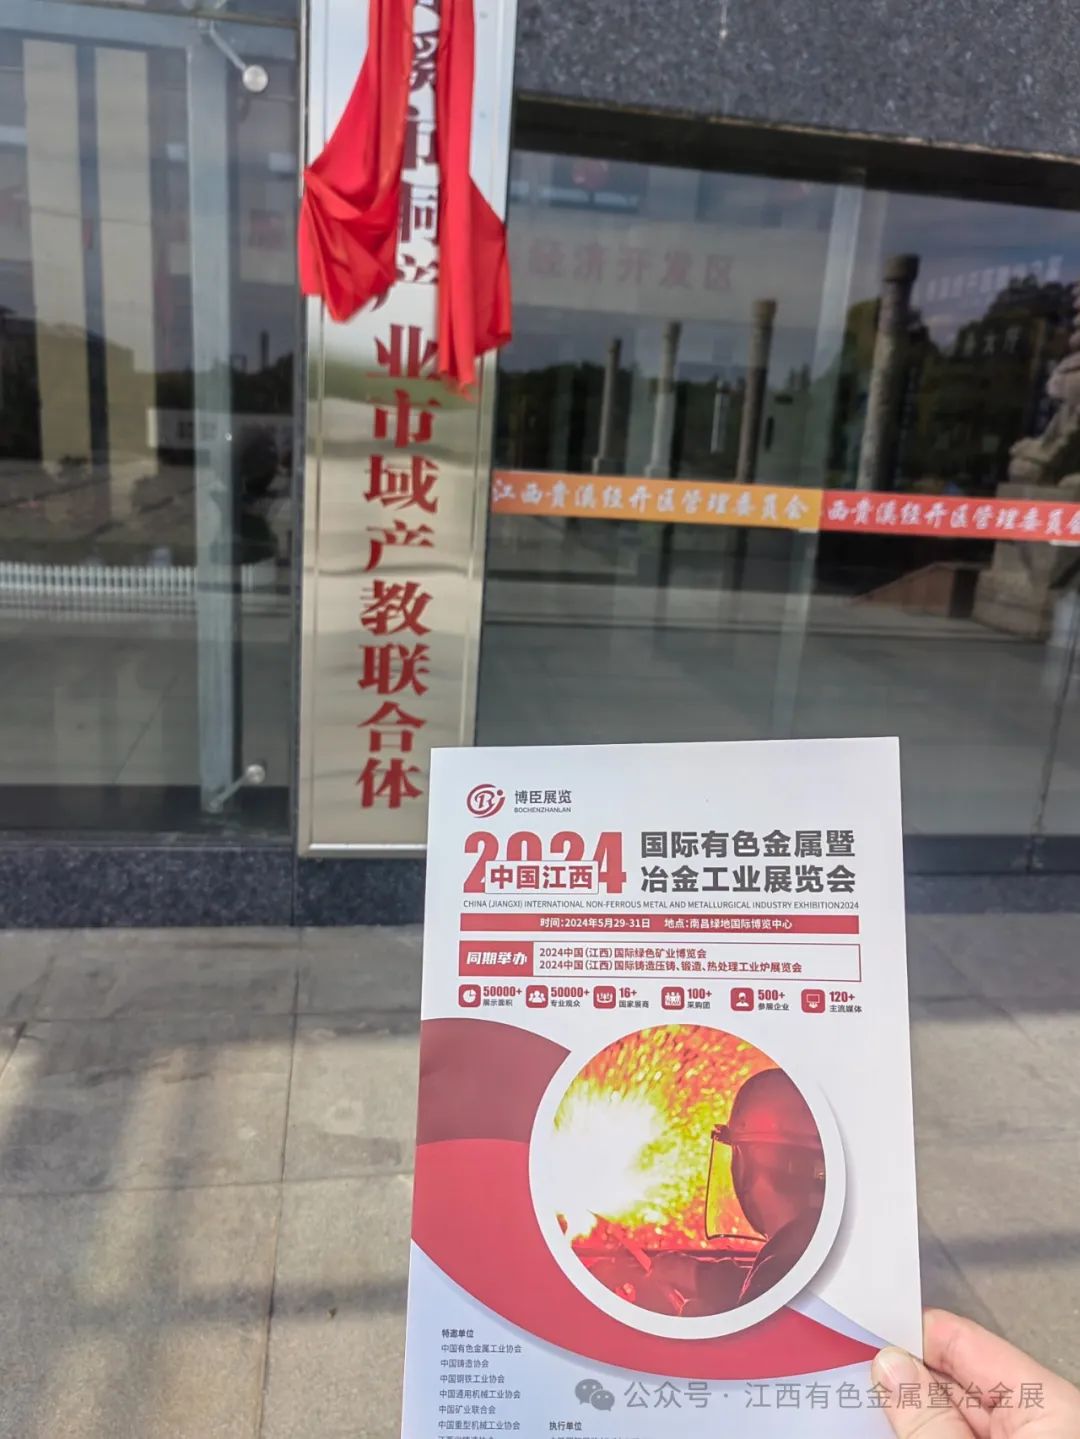 溪市铜产业市域产教联合体
经济开发区
江西贵溪经开区管理委员会
西贵溪经开区管理委员会
博臣展览
BOCHENZHANLAN
2024
中国江西
国际有色金属暨
冶金工业展览会
CHINA (JIANGXI) INTERNATIONAL NON-FERROUS METAL AND METALLURGICAL INDUSTRY EXHIBITION2024
时间:2024年5月29-31日 地点:南昌绿地国际博览中心
同期举办
2024中国(江西)国际绿色矿业博览会
2024中国(江西)国际铸造压铸、锻造、热处理工业炉展览会
50000+
展示面积
50000+
专业观众
16+
国家展商
100+
采购团
500+
参展企业
120+
主流媒体
特邀单位
中国有色金属工业协会
中国铸造协会
中国钢铁工业协会
中国通用机械工业协会
中国矿业联合会
中国重型机械工业协会
执行单位
公众号·江西有色金属暨冶金展